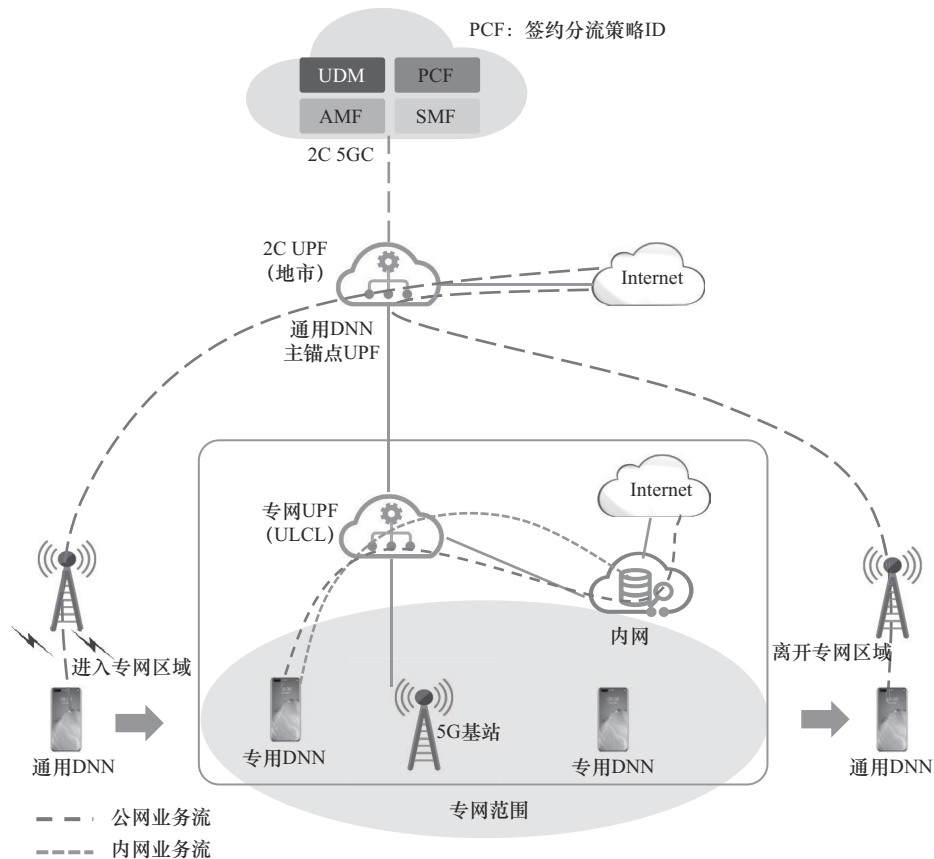 PCF：签约分流策略ID
UDM
PCF
AMF
SMF
2C 5GC
2C UPF
（地市）
Internet
通用DNN
主锚点UPF
专网UPF
（ULCL）
Internet
内网
进入专网区域
离开专网区域
5G基站
通用DNN
专用DNN
专用DNN
通用DNN
专网范围
公网业务流
内网业务流